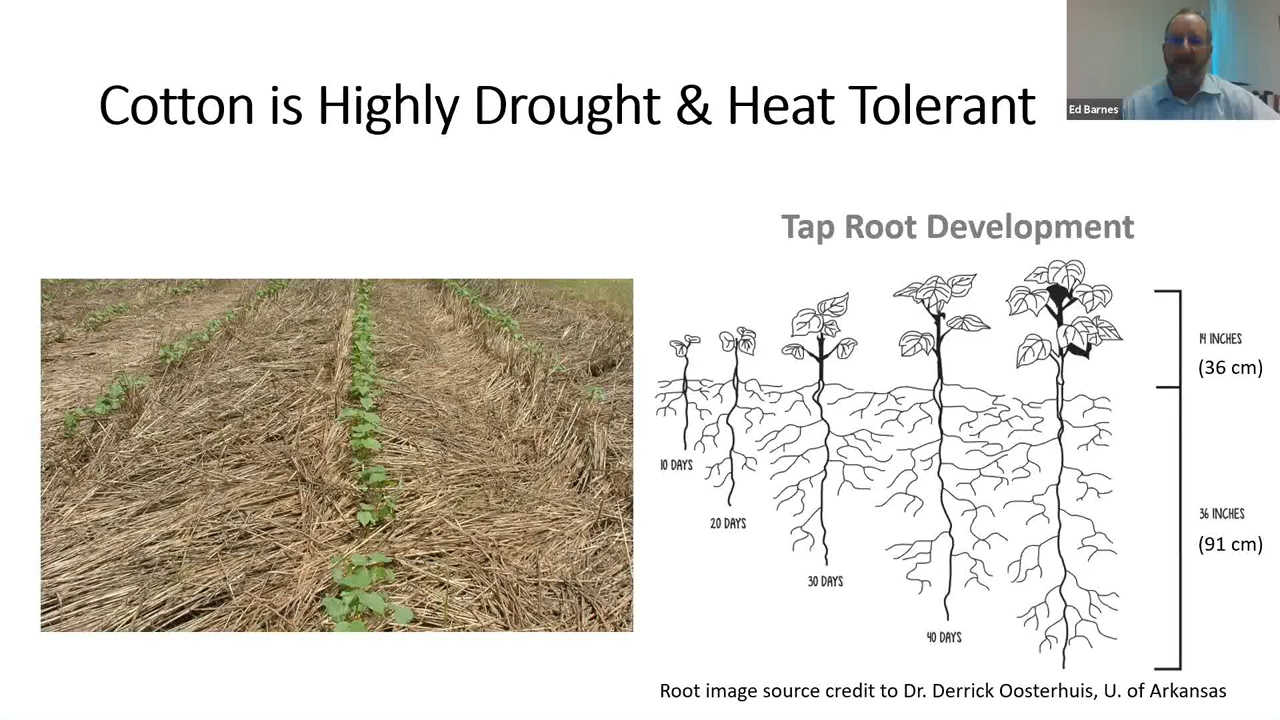 Cotton is Highly Drought & Heat Tolerant
Ed Barnes
Tap Root Development
14 INCHES
(36 cm)
10 DAYS
20 DAYS
30 DAYS
40 DAYS
36 INCHES
(91 cm)
Root image source credit to Dr. Derrick Oosterhuis, U. of Arkansas